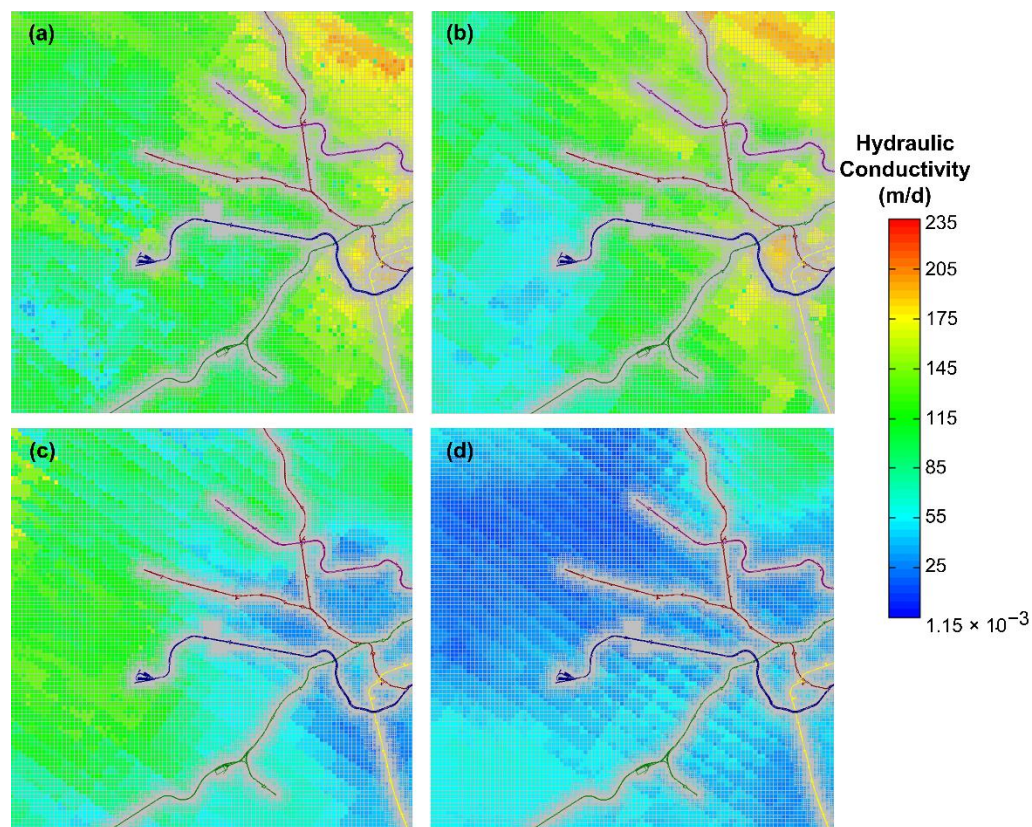 (a)
(b)
Hydraulic
Conductivity
(m/d)
235
205
175
145
115
85
55
25
1.15 × 10⁻³
(c)
(d)